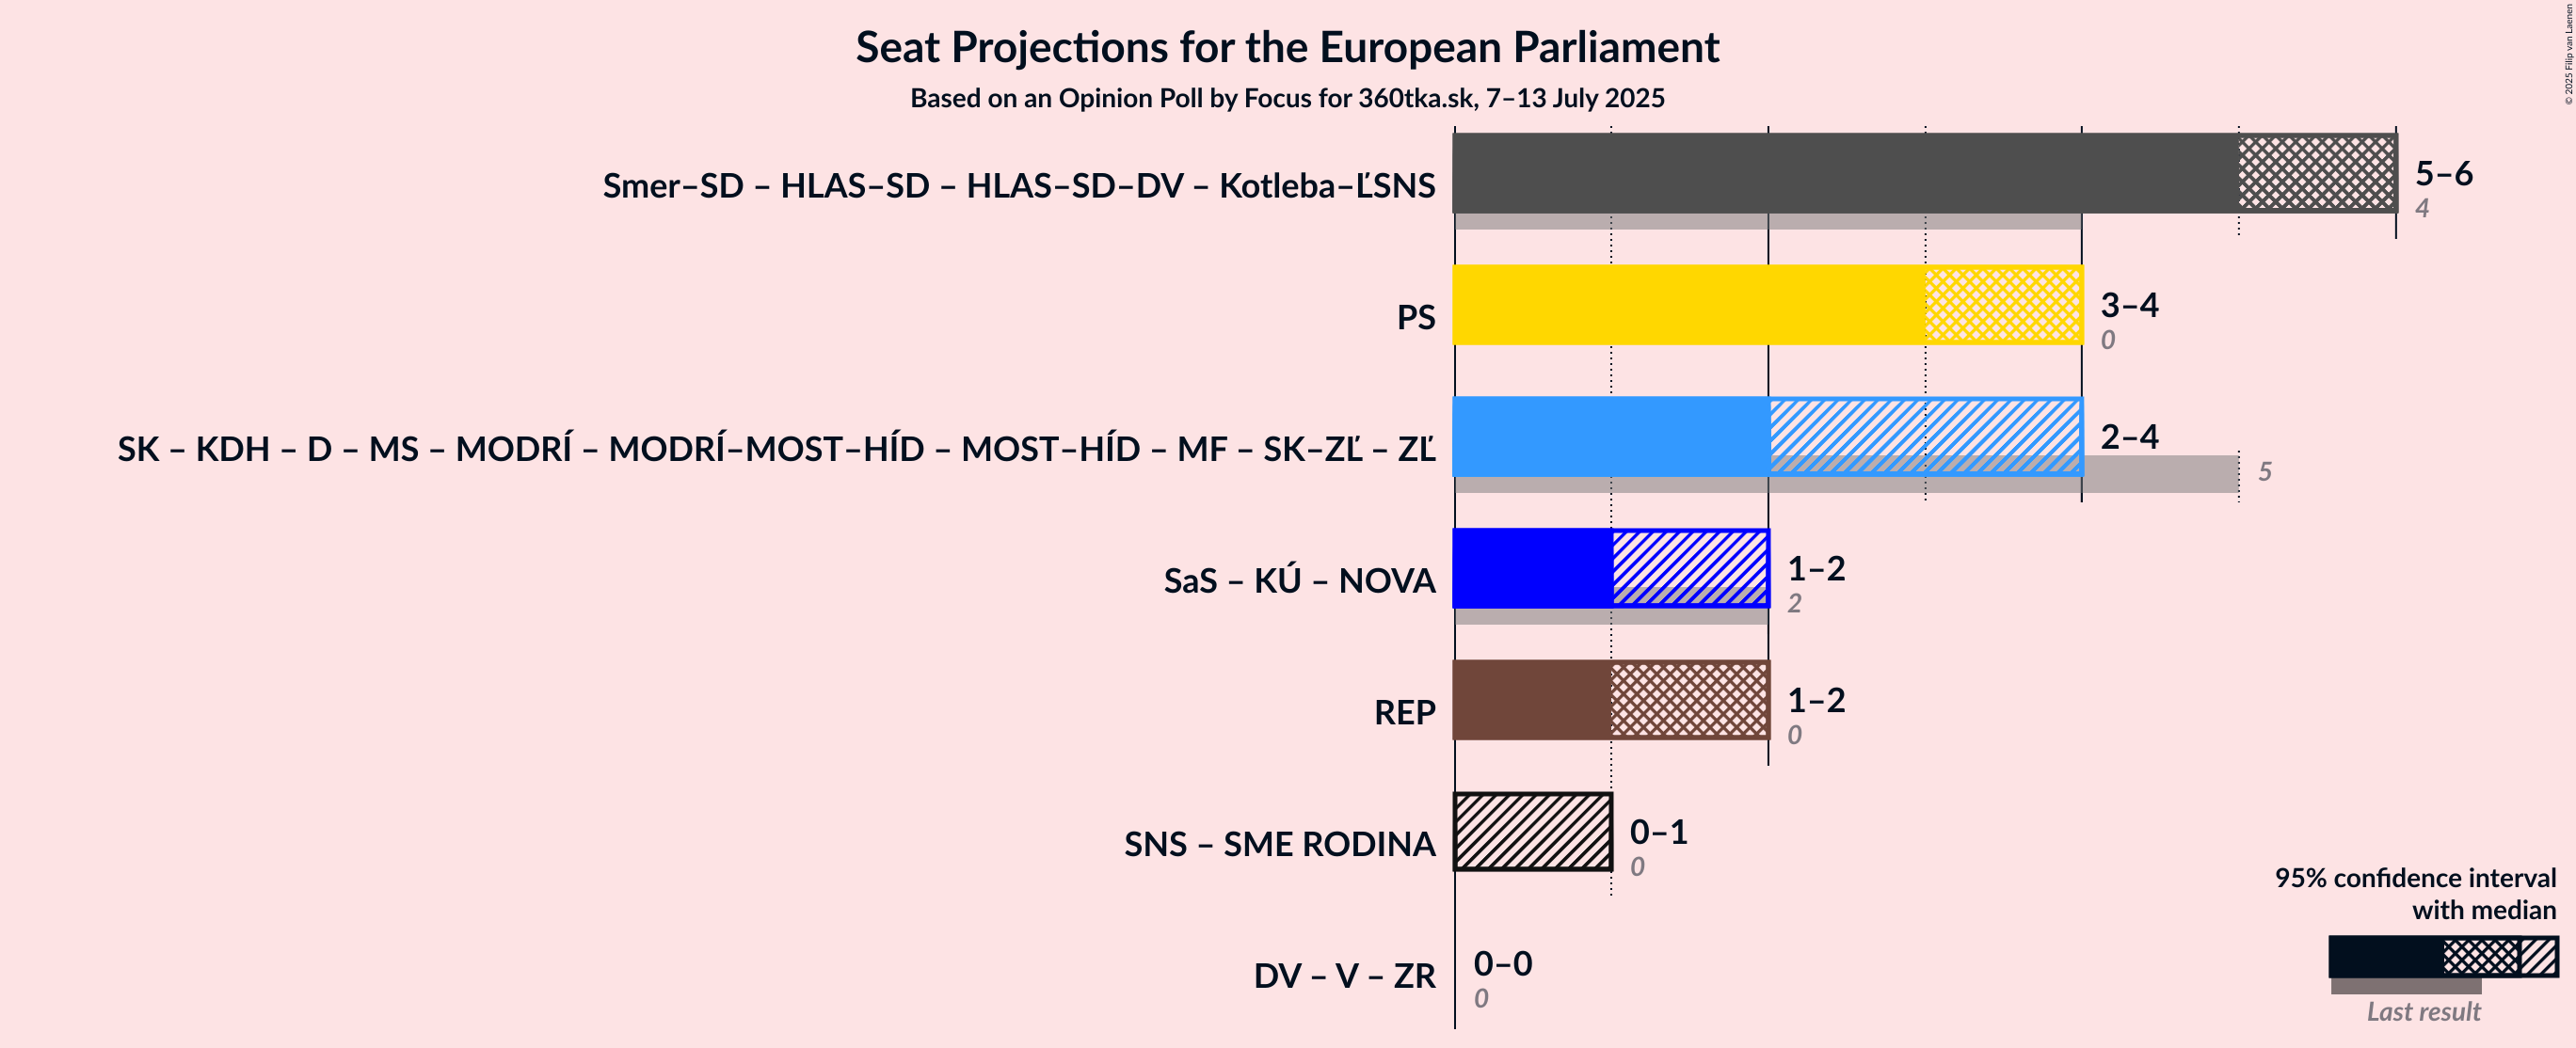 Seat Projections for the European Parliament
Based on an Opinion Poll by Focus for 360tka.sk, 7–13 July 2025
© 2025 Filip van Laenen
Smer–SD – HLAS–SD – HLAS–SD–DV – Kotleba–ĽSNS
5–6
4
PS
3–4
0
SK – KDH – D – MS – MODRÍ – MODRÍ–MOST–HÍD – MOST–HÍD – MF – SK–ZĽ – ZĽ
2–4
5
SaS – KÚ – NOVA
1–2
2
REP
1–2
0
SNS – SME RODINA
0–1
0
DV – V – ZR
0–0
0
95% confidence interval
with median
Last result